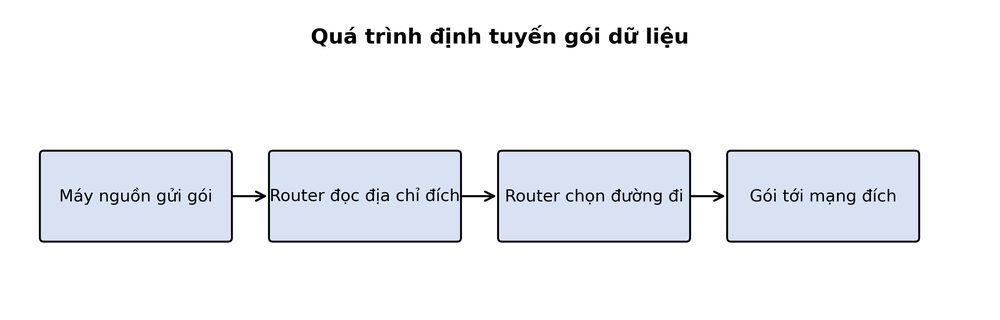 Quá trình định tuyến gói dữ liệu
Máy nguồn gửi gói
Router đọc địa chỉ đích
Router chọn đường đi
Gói tới mạng đích